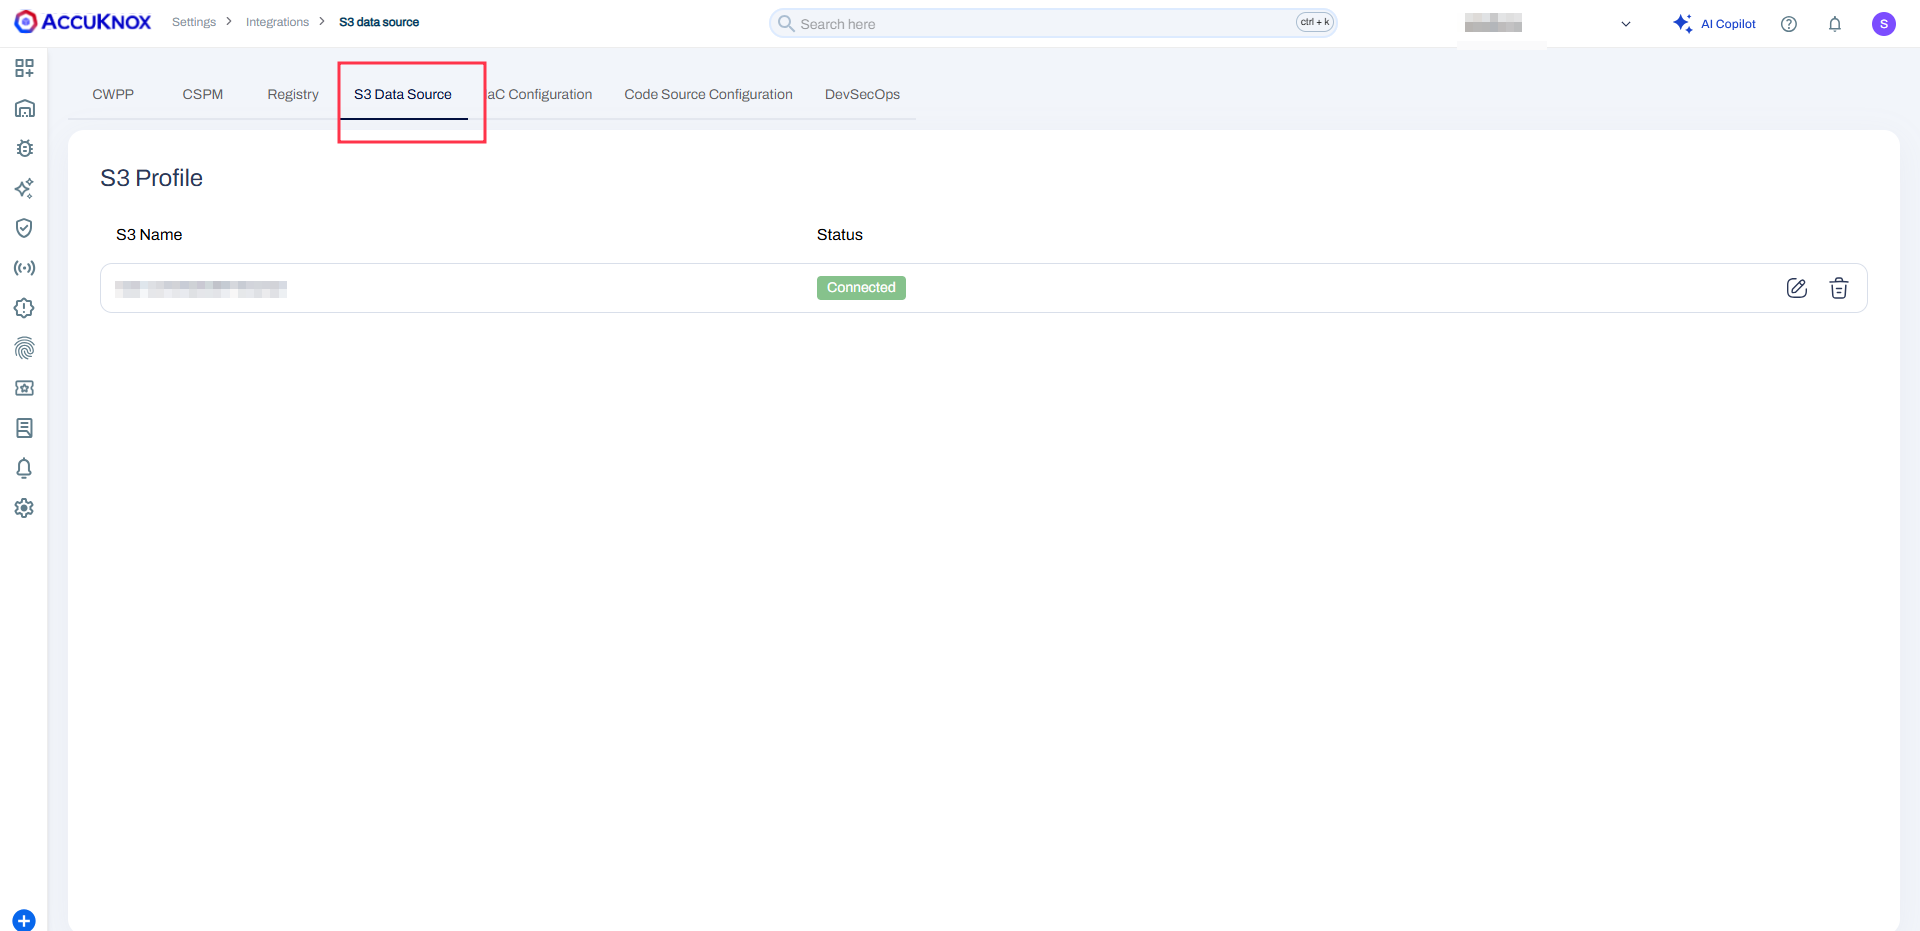 ACCUKNOX Settings > Integrations > S3 data source Search here ctrl + k AI Copilot S
CWPP CSPM Registry S3 Data Source aC Configuration Code Source Configuration DevSecOps
S3 Profile
S3 Name Status
Connected